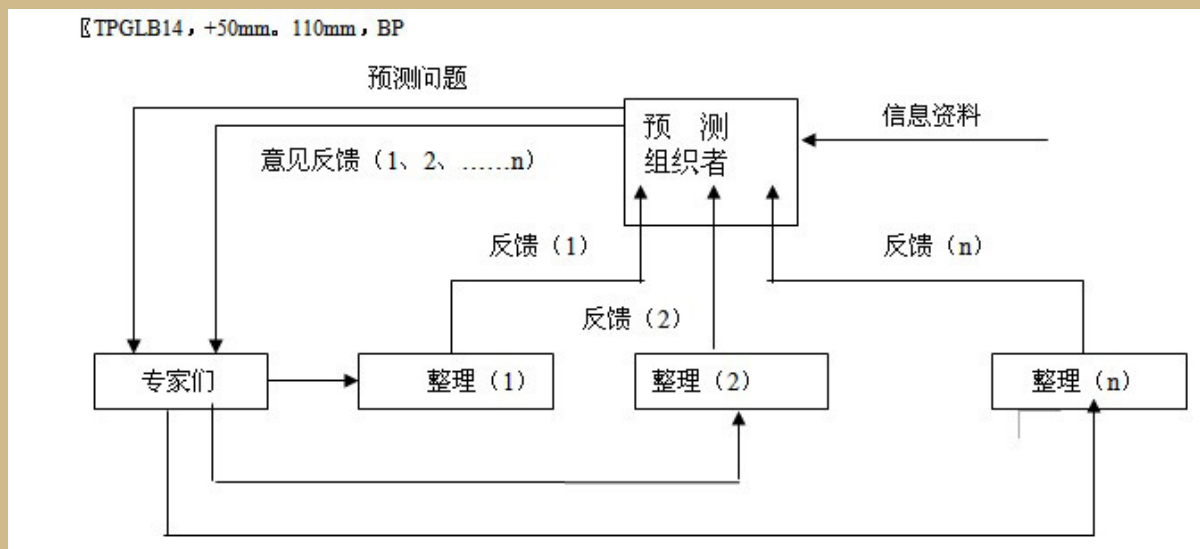 〖TPGLB14，+50mm。110mm，BP
预测问题
预 测
组织者
信息资料
意见反馈（1、2、……n）
反馈（1）
反馈（n）
反馈（2）
专家们
整理（1）
整理（2）
整理（n）